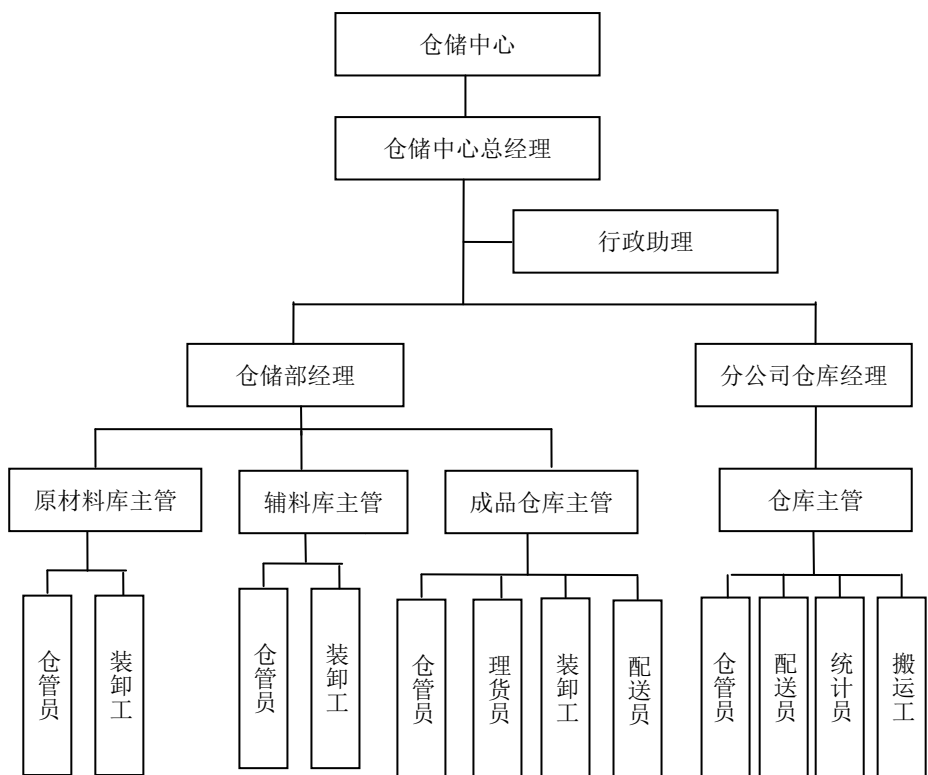 仓储中心
仓储中心总经理
行政助理
仓储部经理
分公司仓库经理
原材料库主管
辅料库主管
成品仓库主管
仓库主管
仓管员
装卸工
仓管员
装卸工
仓管员
理货员
装卸工
配送员
仓管员
配送员
统计员
搬运工